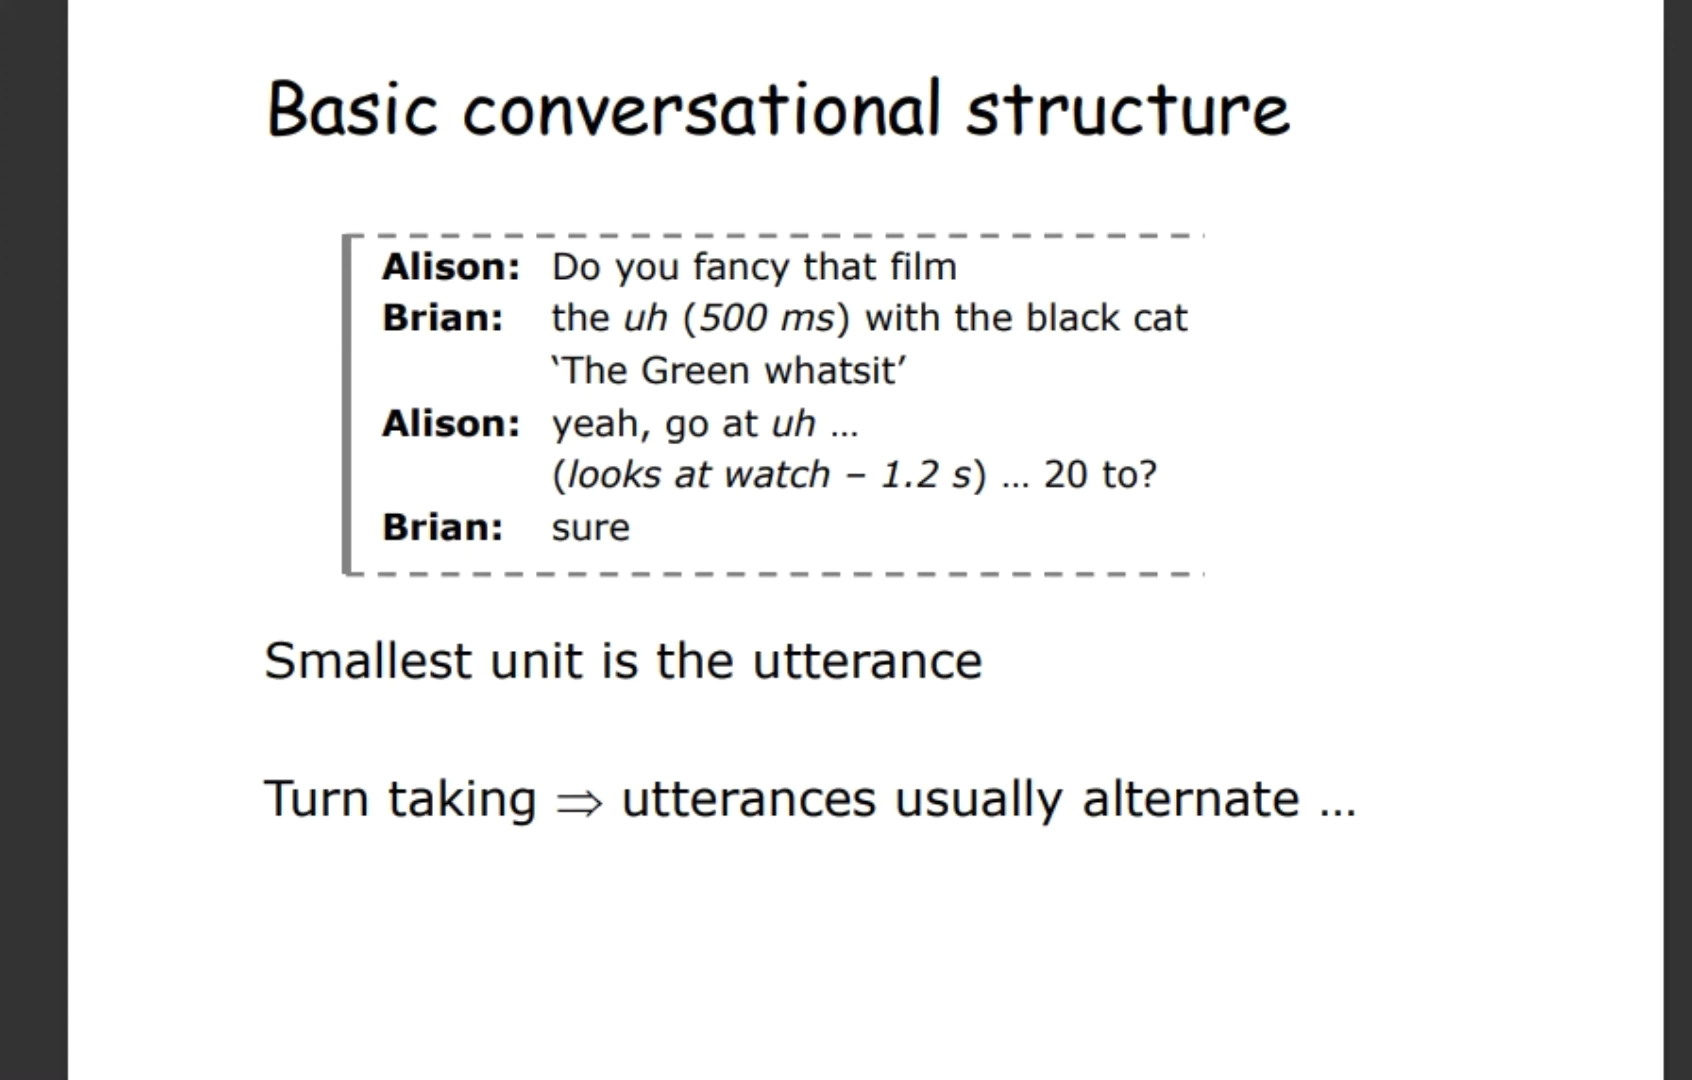 Basic conversational structure
Alison: Do you fancy that film
Brian: the uh (500 ms) with the black cat
‘The Green whatsit’
Alison: yeah, go at uh …
(looks at watch – 1.2 s) … 20 to?
Brian: sure
Smallest unit is the utterance
Turn taking ⇒ utterances usually alternate …